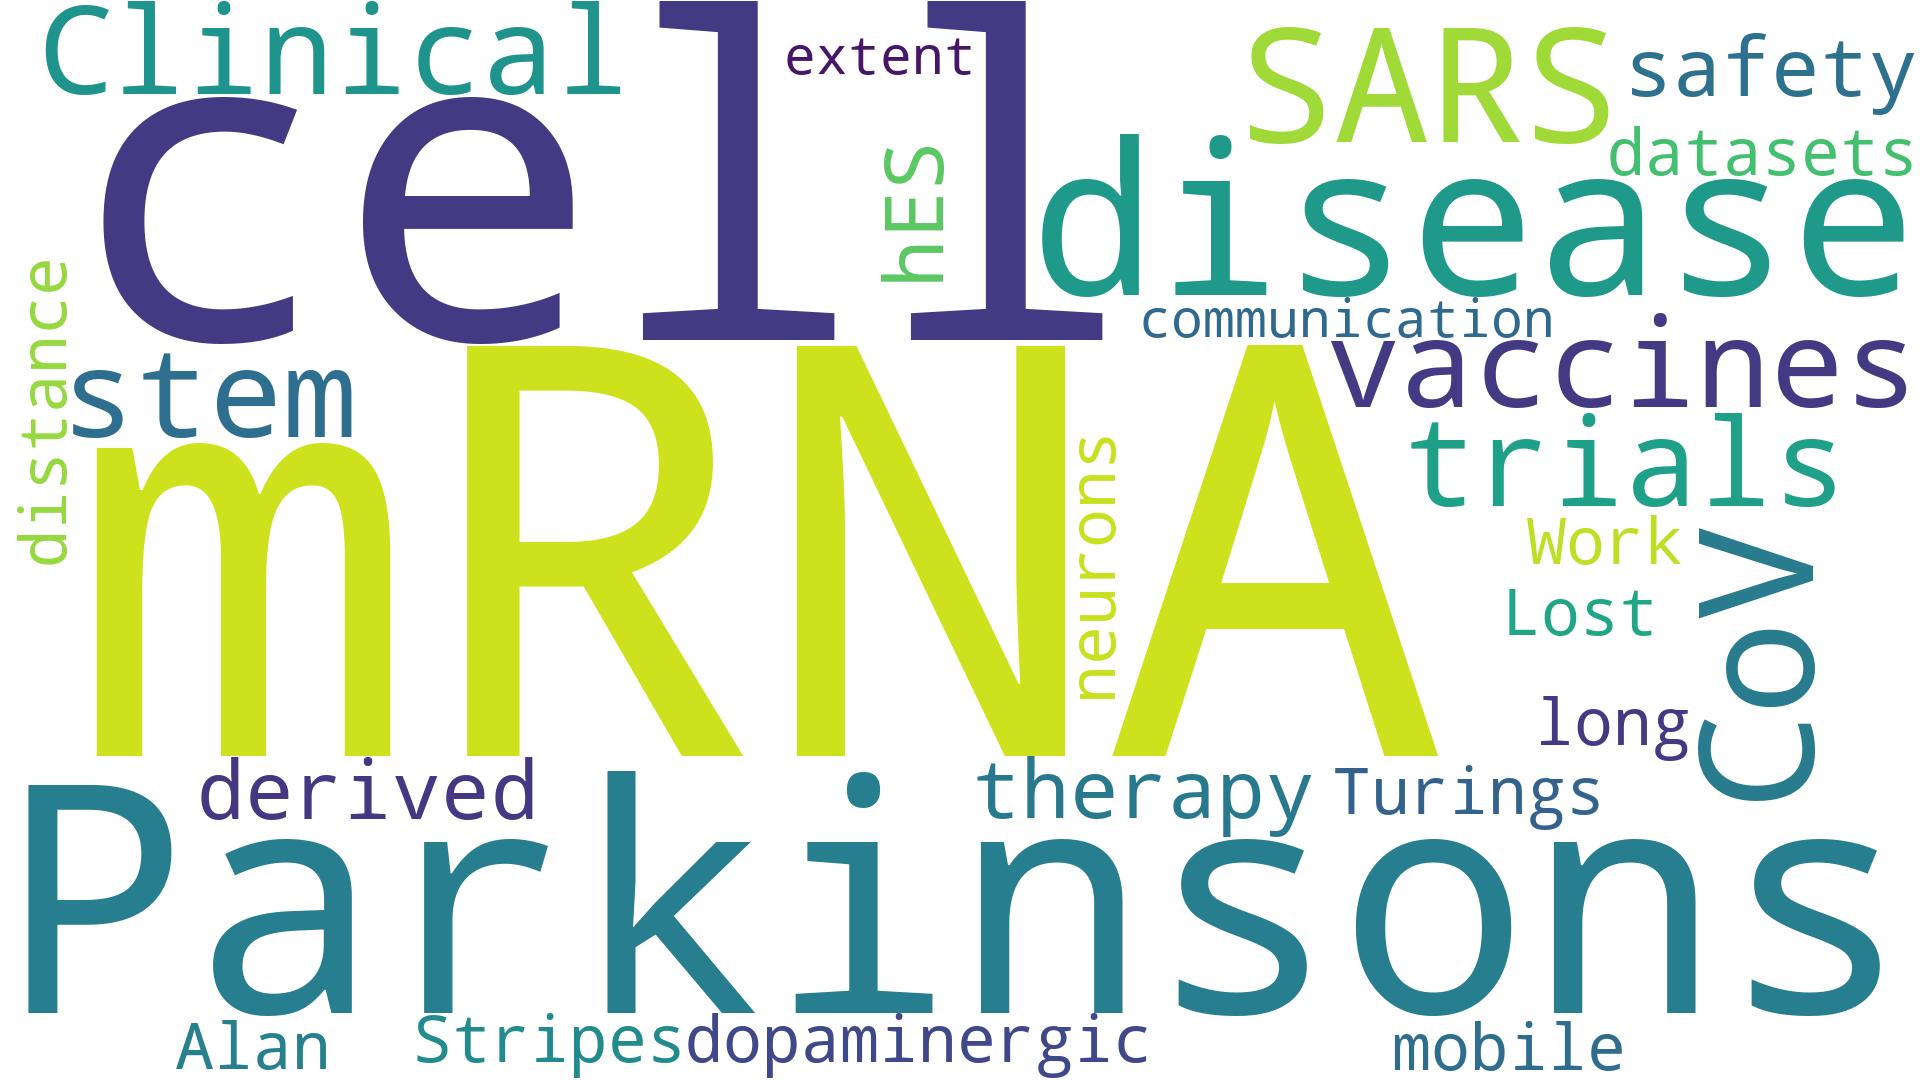 Clinical
extent
SARS
safety
cell
datasets
hES
disease
distance
communication
stem
vaccines
mRNA
neurons
trials
Work
CoV
Lost
long
derived
therapy
Turings
Parkinsons
Alan
Stripes
dopaminergic
mobile